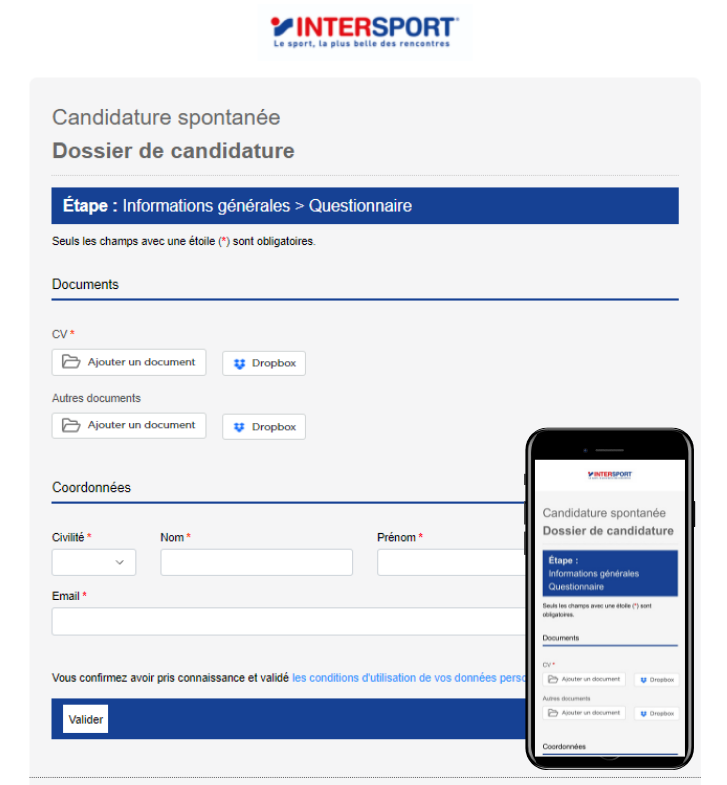 INTERSPORT
Le sport, la plus belle des rencontres
Candidature spontanée
Dossier de candidature
Étape : Informations générales > Questionnaire
Seuls les champs avec une étoile (*) sont obligatoires.
Documents
CV *
Ajouter un document Dropbox
Autres documents
Ajouter un document Dropbox
Coordonnées
Civilité * Nom * Prénom *
Email *
Vous confirmez avoir pris connaissance et validé les conditions d'utilisation de vos données perso
Valider
INTERSPORT
Candidature spontanée
Dossier de candidature
Étape :
Informations générales
Questionnaire
Seuls les champs avec une étoile (*) sont
obligatoires.
Documents
CV *
Ajouter un document Dropbox
Autres documents
Ajouter un document Dropbox
Coordonnées